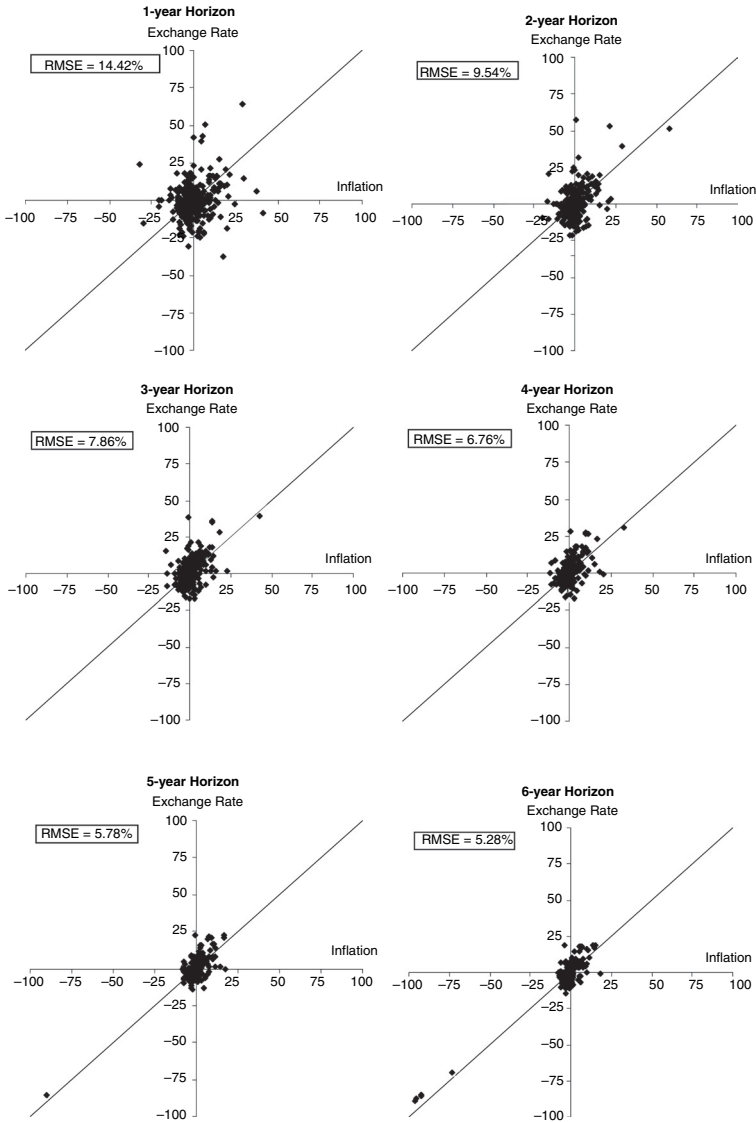 1-year Horizon
Exchange Rate
RMSE = 14.42%
100
75
50
25
Inflation
−100 −75 −50 −25 25 50 75 100
−25
−50
−75
−100
2-year Horizon
Exchange Rate
RMSE = 9.54%
100
75
50
25
Inflation
−100 −75 −50 −25 25 50 75 100
−25
−50
−75
−100
3-year Horizon
Exchange Rate
RMSE = 7.86%
100
75
50
25
Inflation
−100 −75 −50 −25 25 50 75 100
−25
−50
−75
−100
4-year Horizon
Exchange Rate
RMSE = 6.76%
100
75
50
25
Inflation
−100 −75 −50 −25 25 50 75 100
−25
−50
−75
−100
5-year Horizon
Exchange Rate
RMSE = 5.78%
100
75
50
25
Inflation
−100 −75 −50 −25 25 50 75 100
−25
−50
−75
−100
6-year Horizon
Exchange Rate
RMSE = 5.28%
100
75
50
25
Inflation
−100 −75 −50 −25 25 50 75 100
−25
−50
−75
−100